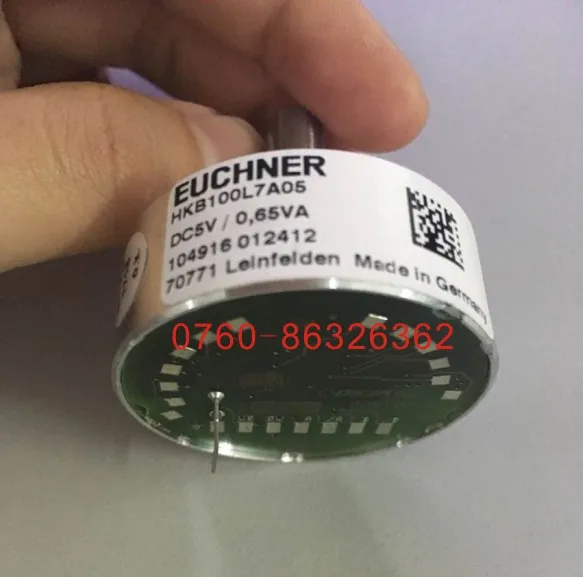 EUCHNER
HKB100L7A05
DC5V / 0,65VA
104916 012412
70771 Leinfelden Made in Germany
0760-86326362